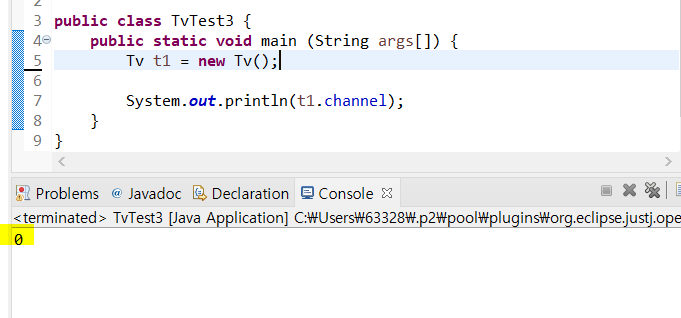 2
3 public class TvTest3 {
4 public static void main (String args[]) {
5 Tv t1 = new Tv();
6
7 System.out.println(t1.channel);
8 }
9 }
Problems @ Javadoc Declaration Console
<terminated> TvTest3 [Java Application] C:₩Users₩63328₩.p2₩pool₩plugins₩org.eclipse.justj.ope
0